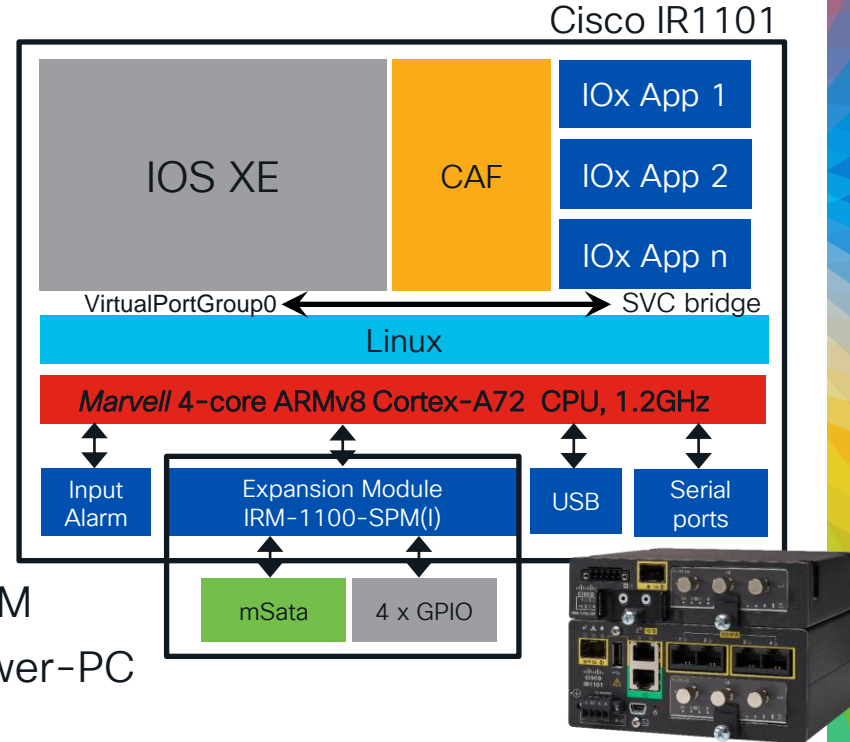 Cisco IR1101
IOS XE
CAF
IOx App 1
IOx App 2
IOx App n
VirtualPortGroup0
SVC bridge
Linux
Marvell 4-core ARMv8 Cortex-A72 CPU, 1.2GHz
Input
Alarm
Expansion Module
IRM-1100-SPM(I)
USB
Serial
ports
mSata
4 x GPIO
M
wer-PC
CISCO
IR1101